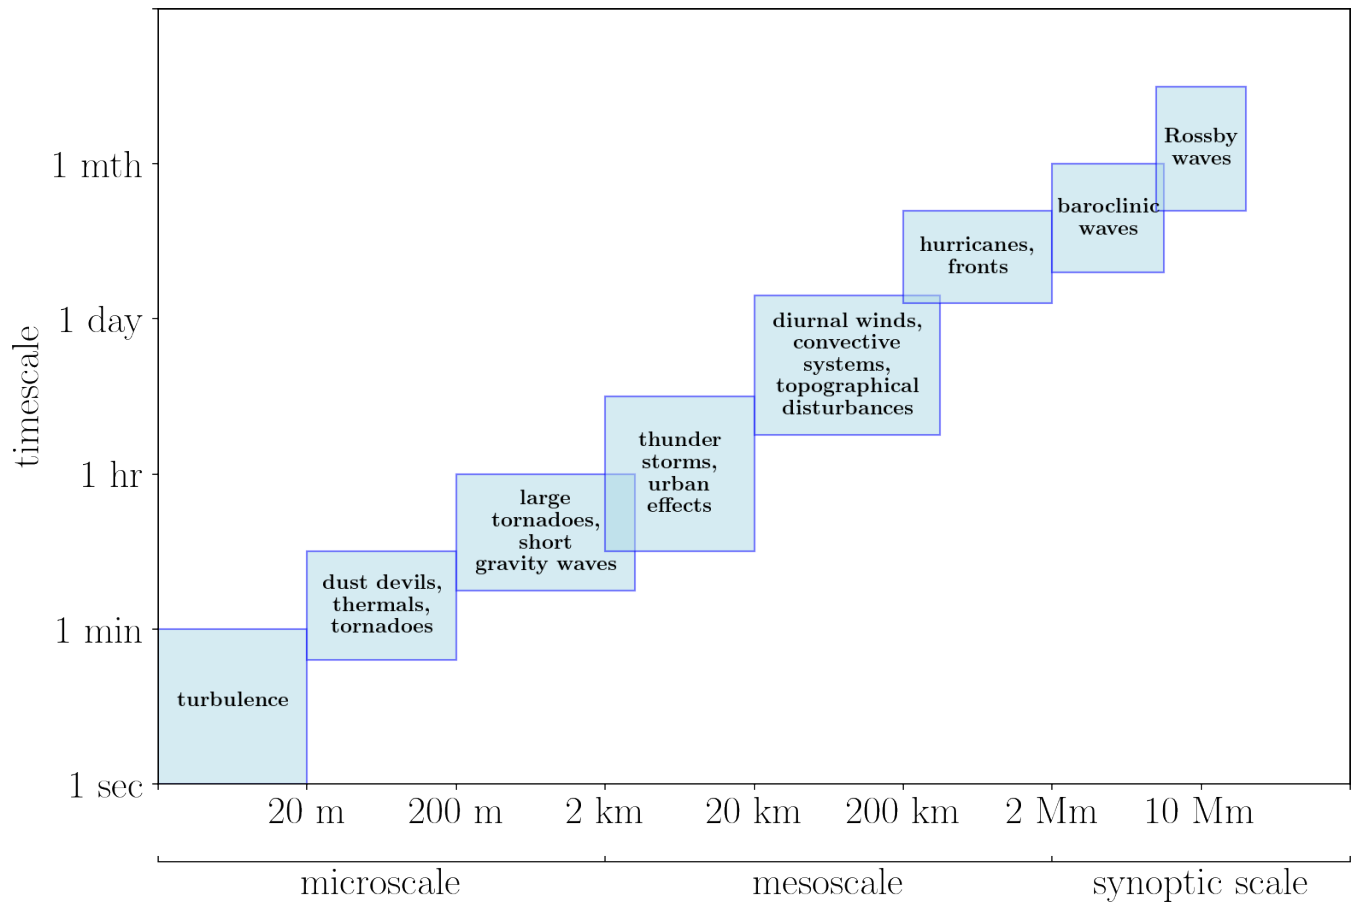 Rossby
waves
1 mth
baroclinic
waves
hurricanes,
fronts
1 day
diurnal winds,
convective
systems,
topographical
disturbances
timescale
thunder
storms,
urban
effects
1 hr
large
tornadoes,
short
gravity waves
dust devils,
thermals,
tornadoes
1 min
turbulence
1 sec
20 m 200 m 2 km 20 km 200 km 2 Mm 10 Mm
microscale mesoscale synoptic scale